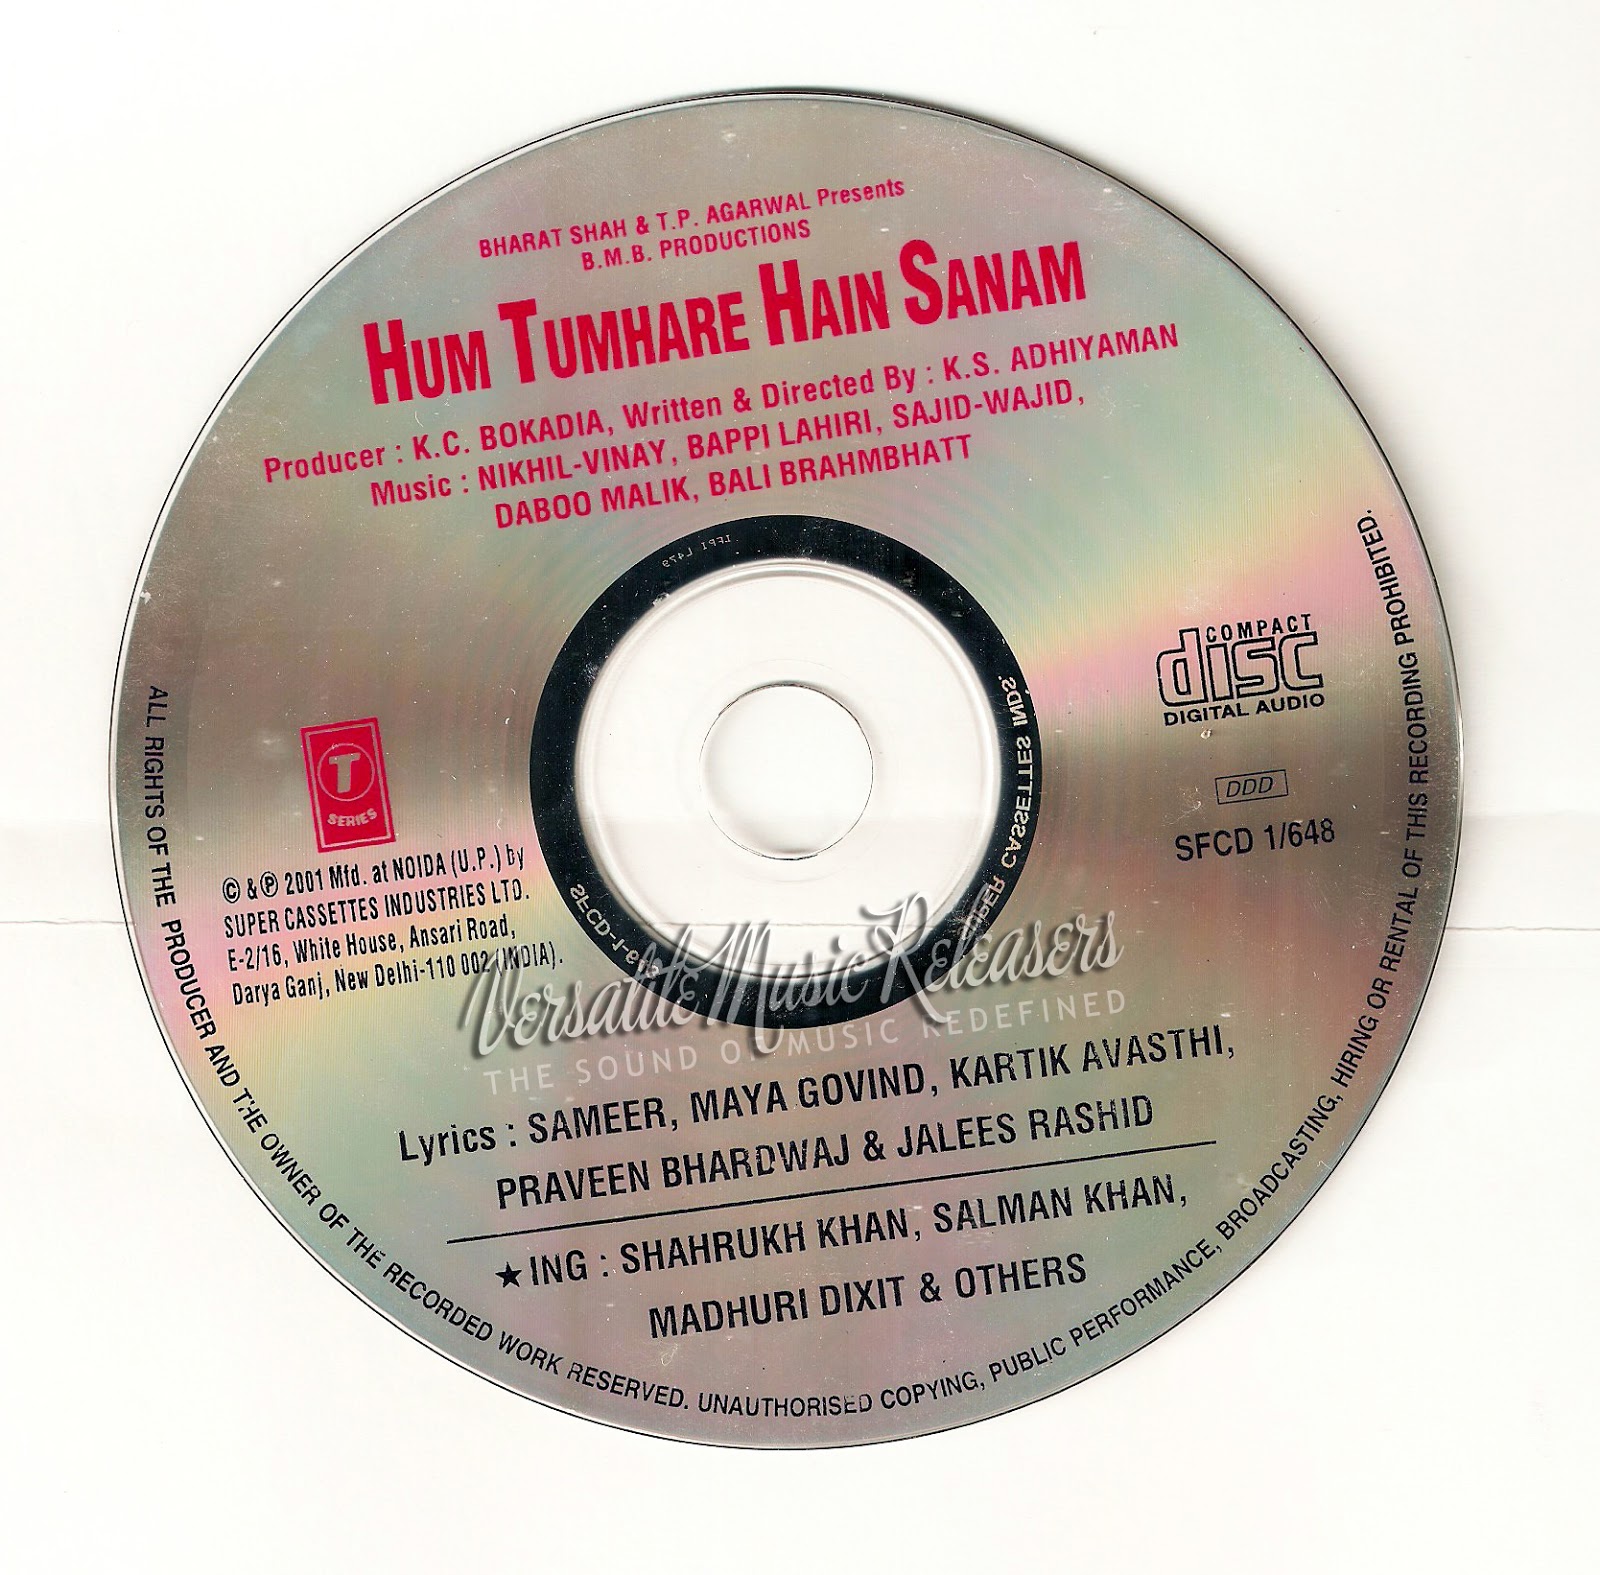 BHARAT SHAH & T.P. AGARWAL Presents
B.M.B. PRODUCTIONS
HUM TUMHARE HAIN SANAM
Producer : K.C. BOKADIA, Written & Directed By : K.S. ADHIYAMAN
Music : NIKHIL-VINAY, BAPPI LAHIRI, SAJID-WAJID,
DABOO MALIK, BALI BRAHMBHATT
IFPI L479
COMPACT
disc
DIGITAL AUDIO
DDD
SFCD 1/648
T
SERIES
© & ℗ 2001 Mfd. at NOIDA (U.P.) by
SUPER CASSETTES INDUSTRIES LTD.
E-2/16, White House, Ansari Road,
Darya Ganj, New Delhi-110 002 (INDIA).
SUPER CASSETTES INDS.
Versatile Music Releasers
THE SOUND OF MUSIC REDEFINED
Lyrics : SAMEER, MAYA GOVIND, KARTIK AVASTHI,
PRAVEEN BHARDWAJ & JALEES RASHID
★ING : SHAHRUKH KHAN, SALMAN KHAN,
MADHURI DIXIT & OTHERS
ALL RIGHTS OF THE PRODUCER AND THE OWNER OF THE RECORDED WORK RESERVED. UNAUTHORISED COPYING, PUBLIC PERFORMANCE, BROADCASTING, HIRING OR RENTAL OF THIS RECORDING PROHIBITED.